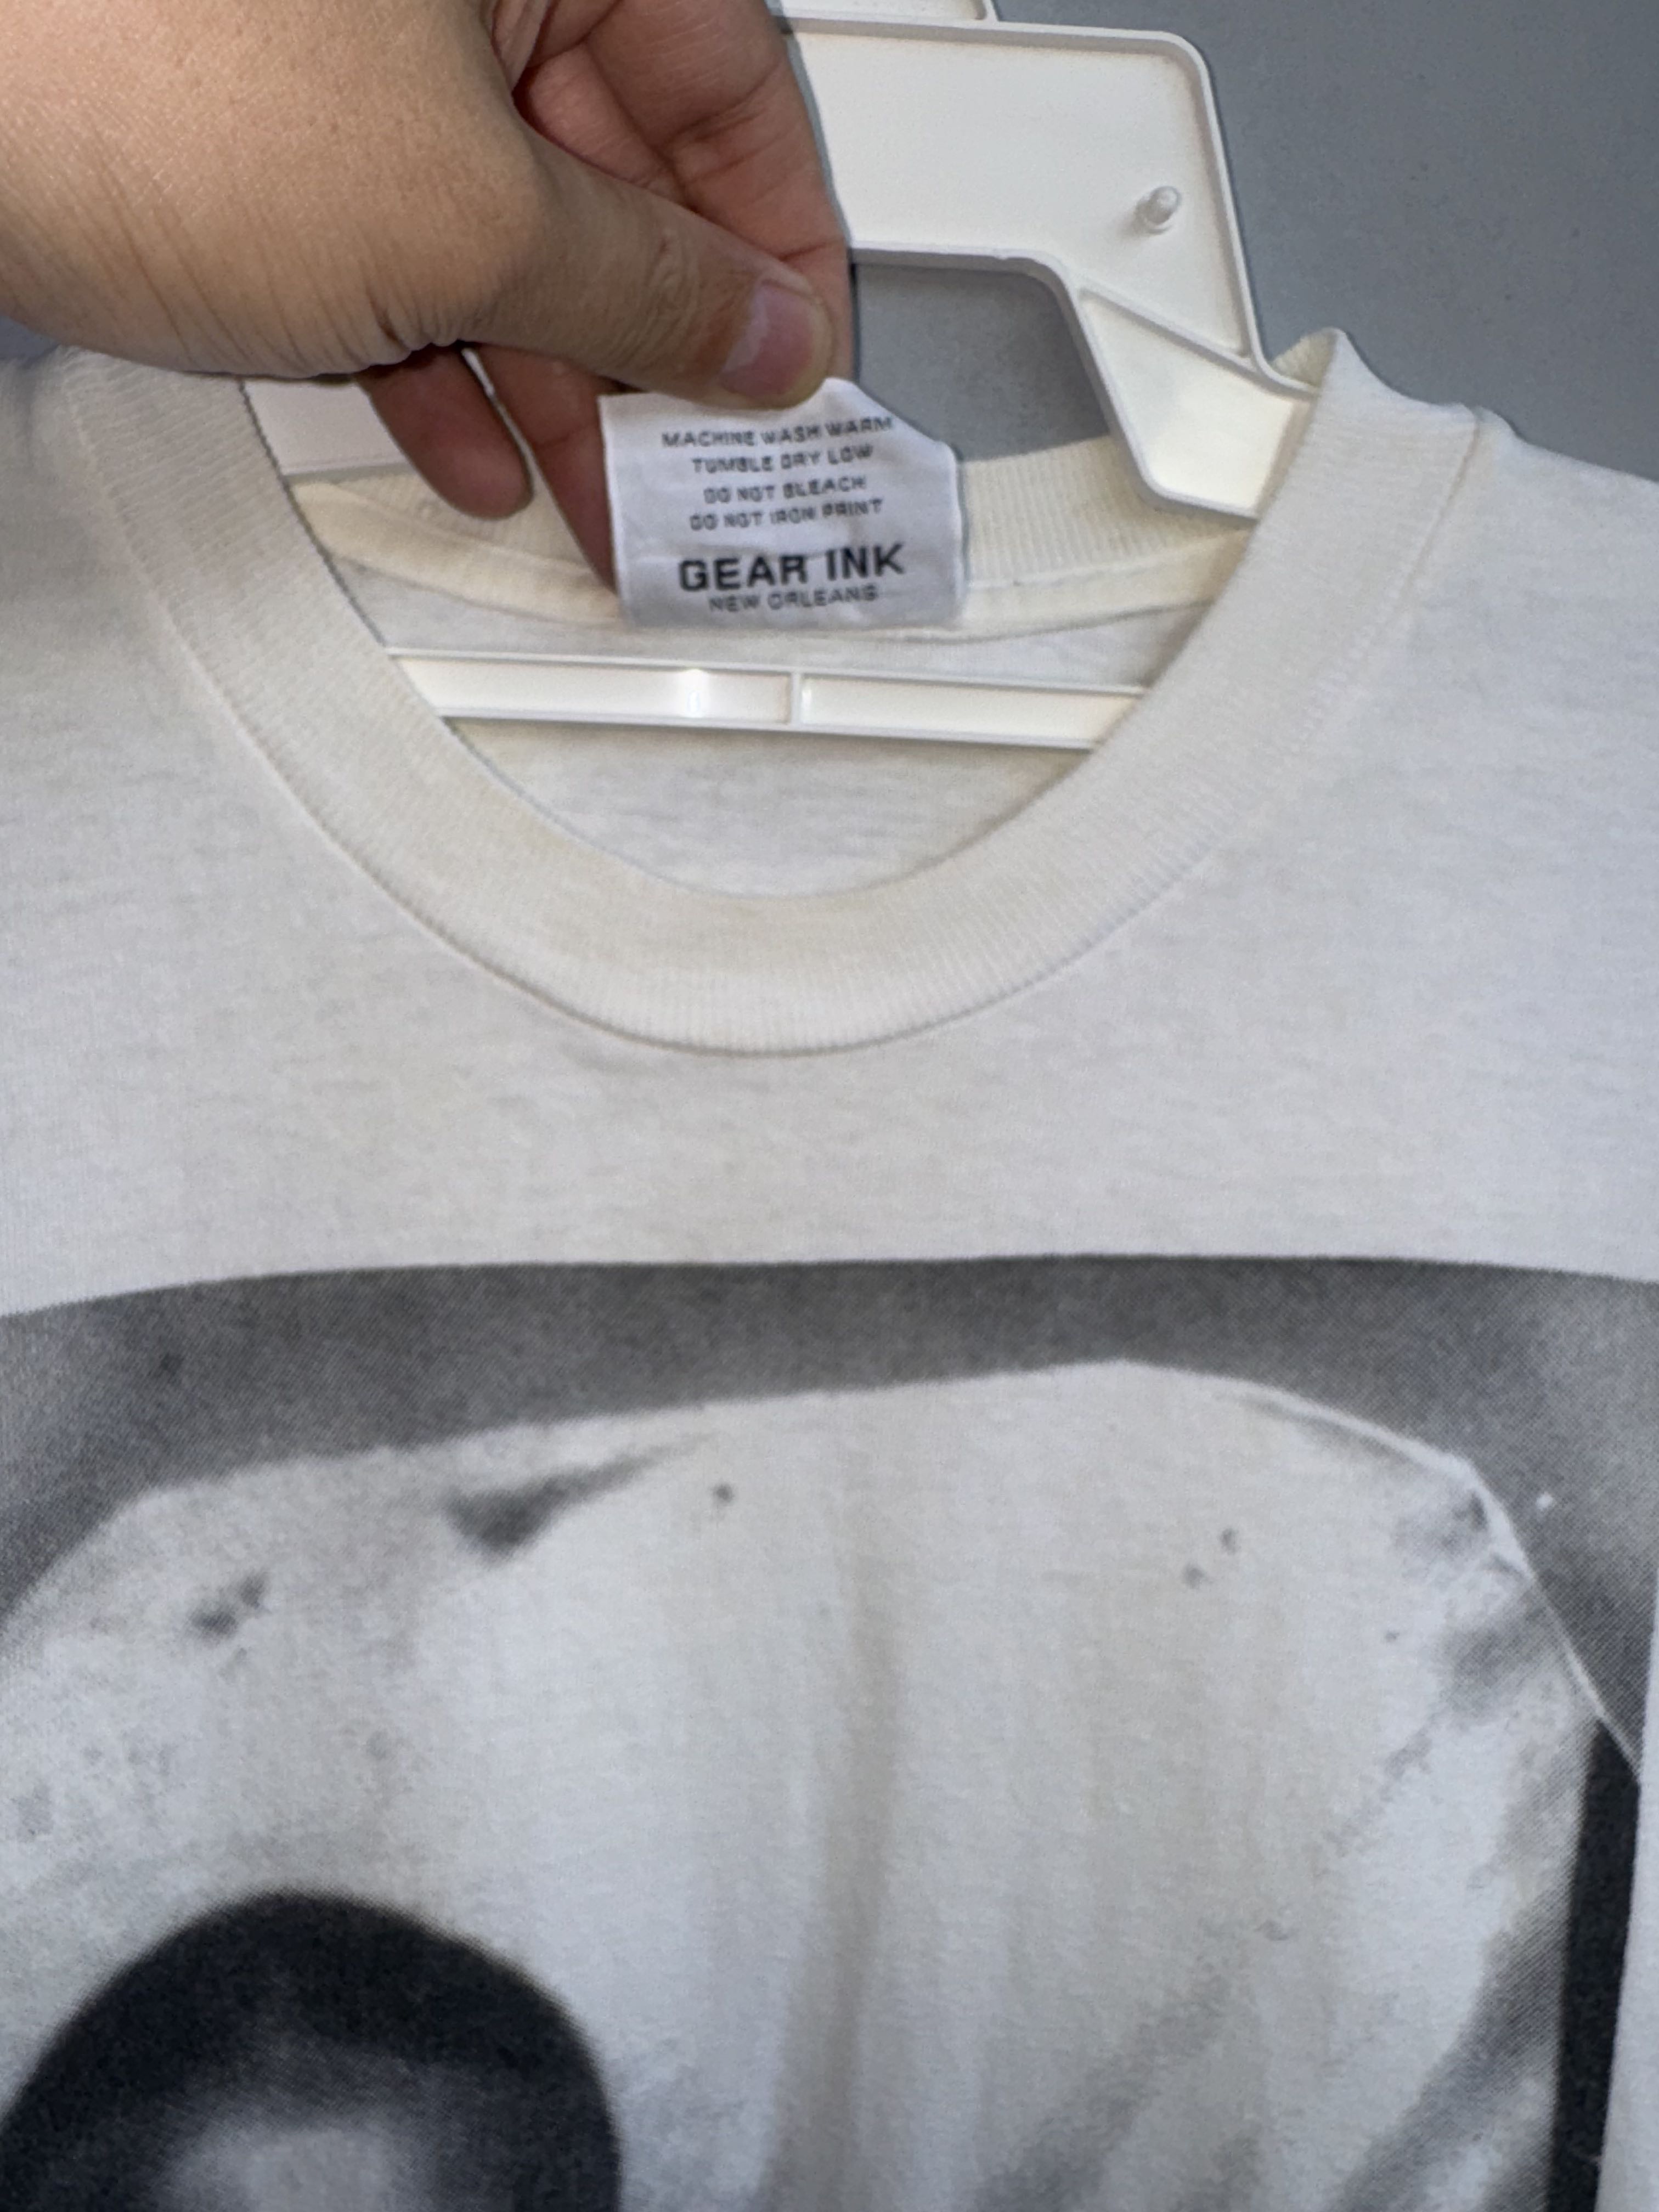 MACHINE WASH WARM
TUMBLE DRY LOW
DO NOT BLEACH
DO NOT IRON PRINT
GEAR INK
NEW ORLEANS